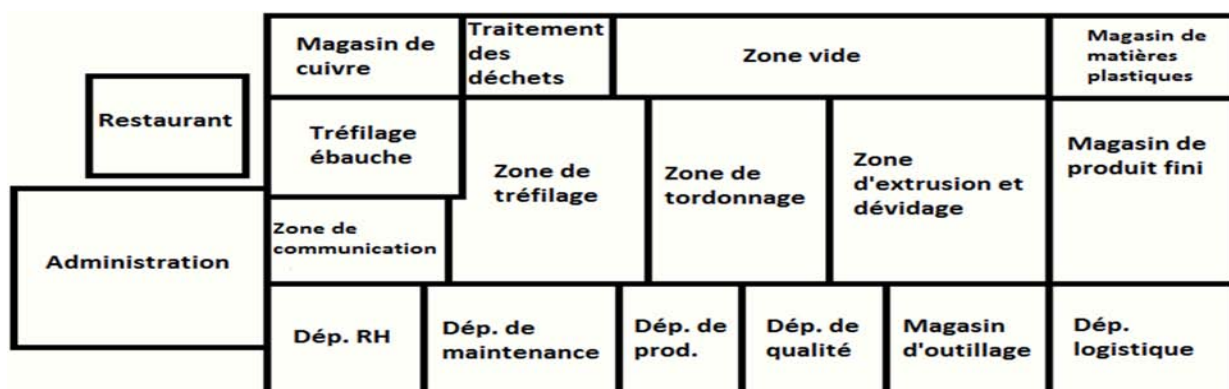 Magasin de
cuivre
Traitement
des
déchets
Zone vide
Magasin de
matières
plastiques
Restaurant
Tréfilage
ébauche
Zone de
tréfilage
Zone de
tordonnage
Zone
d'extrusion et
dévidage
Magasin de
produit fini
Administration
Zone de
communication
Dép. RH
Dép. de
maintenance
Dép. de
prod.
Dép. de
qualité
Magasin
d'outillage
Dép.
logistique